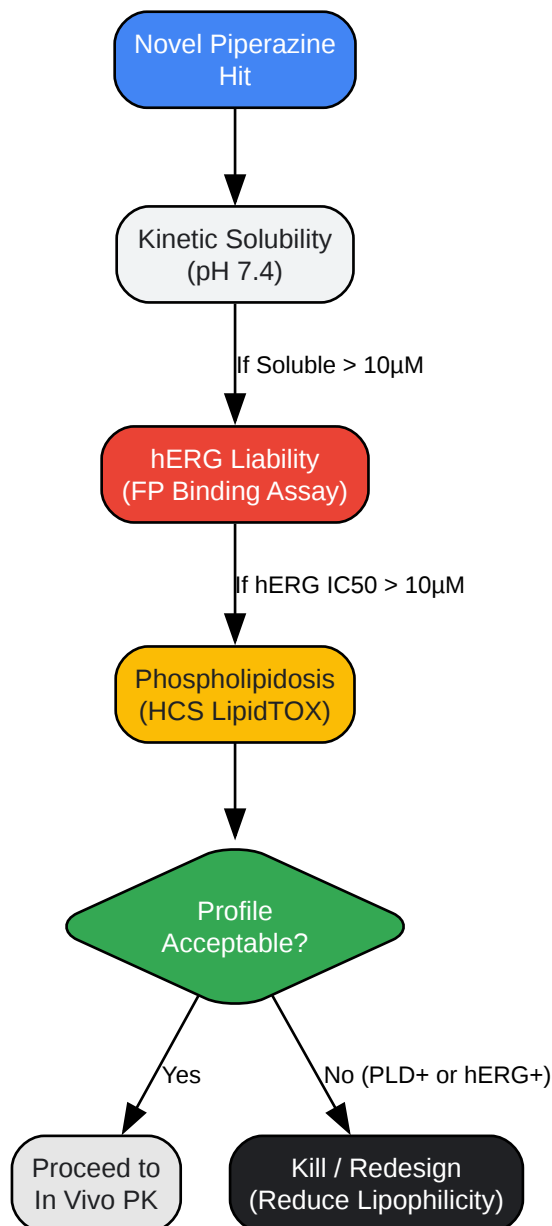 Novel Piperazine
Hit
Kinetic Solubility
(pH 7.4)
If Soluble > 10µM
hERG Liability
(FP Binding Assay)
If hERG IC50 > 10µM
Phospholipidosis
(HCS LipidTOX)
Profile
Acceptable?
Yes
No (PLD+ or hERG+)
Proceed to
In Vivo PK
Kill / Redesign
(Reduce Lipophilicity)